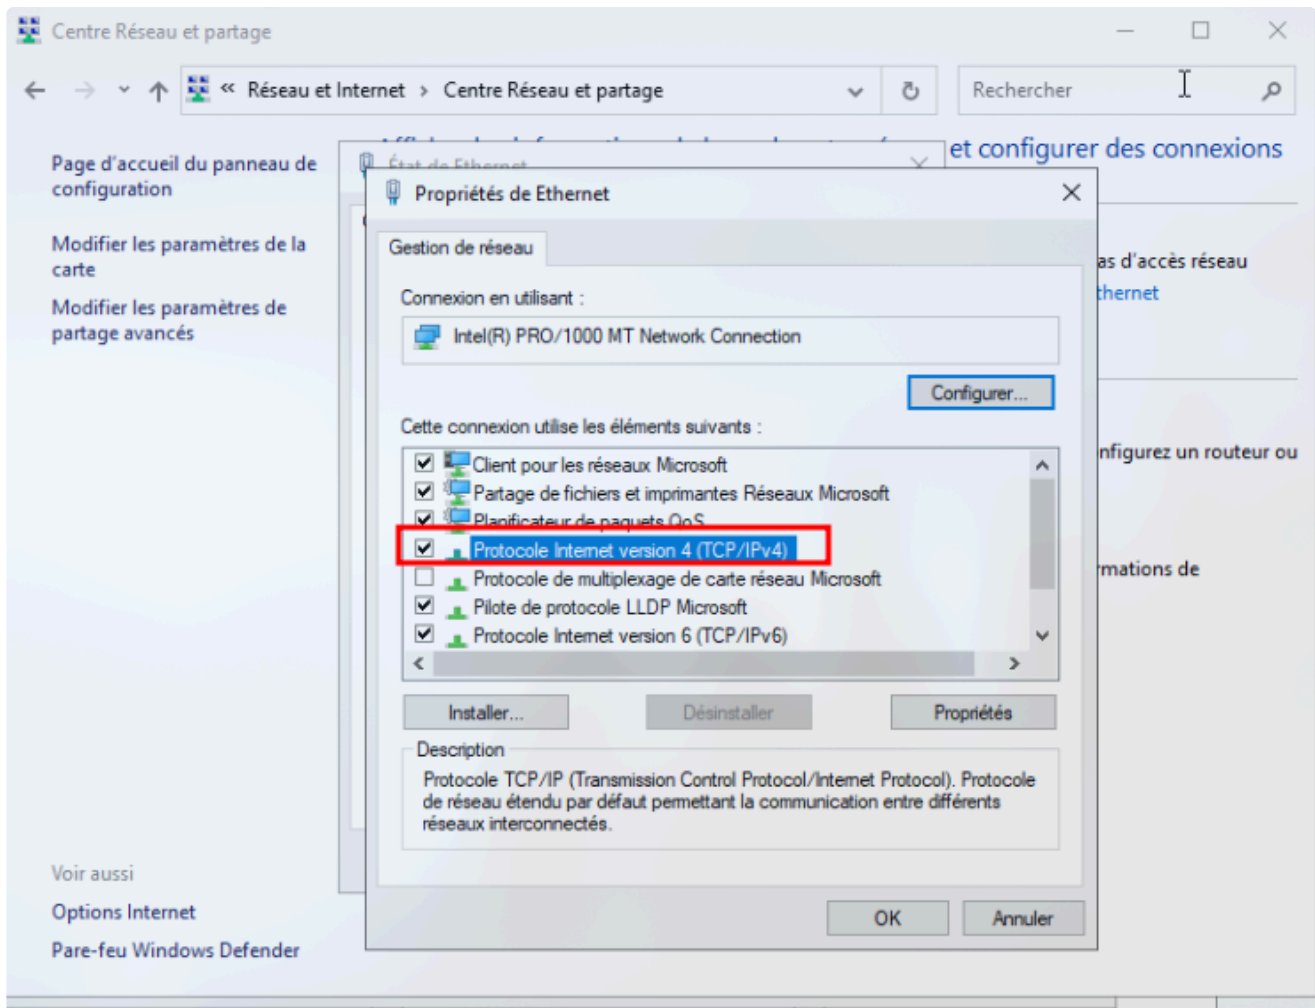 Centre Réseau et partage
« Réseau et Internet > Centre Réseau et partage
Rechercher
et configurer des connexions
Page d'accueil du panneau de
configuration
Modifier les paramètres de la
carte
Modifier les paramètres de
partage avancés
État de Ethernet
Propriétés de Ethernet
Gestion de réseau
Connexion en utilisant :
Intel(R) PRO/1000 MT Network Connection
Configurer...
Cette connexion utilise les éléments suivants :
Client pour les réseaux Microsoft
Partage de fichiers et imprimantes Réseaux Microsoft
Planificateur de paquets QoS
Protocole Internet version 4 (TCP/IPv4)
Protocole de multiplexage de carte réseau Microsoft
Pilote de protocole LLDP Microsoft
Protocole Internet version 6 (TCP/IPv6)
Installer...
Désinstaller
Propriétés
Description
Protocole TCP/IP (Transmission Control Protocol/Internet Protocol). Protocole
de réseau étendu par défaut permettant la communication entre différents
réseaux interconnectés.
OK
Annuler
as d'accès réseau
thernet
nfigurez un routeur ou
rmations de
Voir aussi
Options Internet
Pare-feu Windows Defender